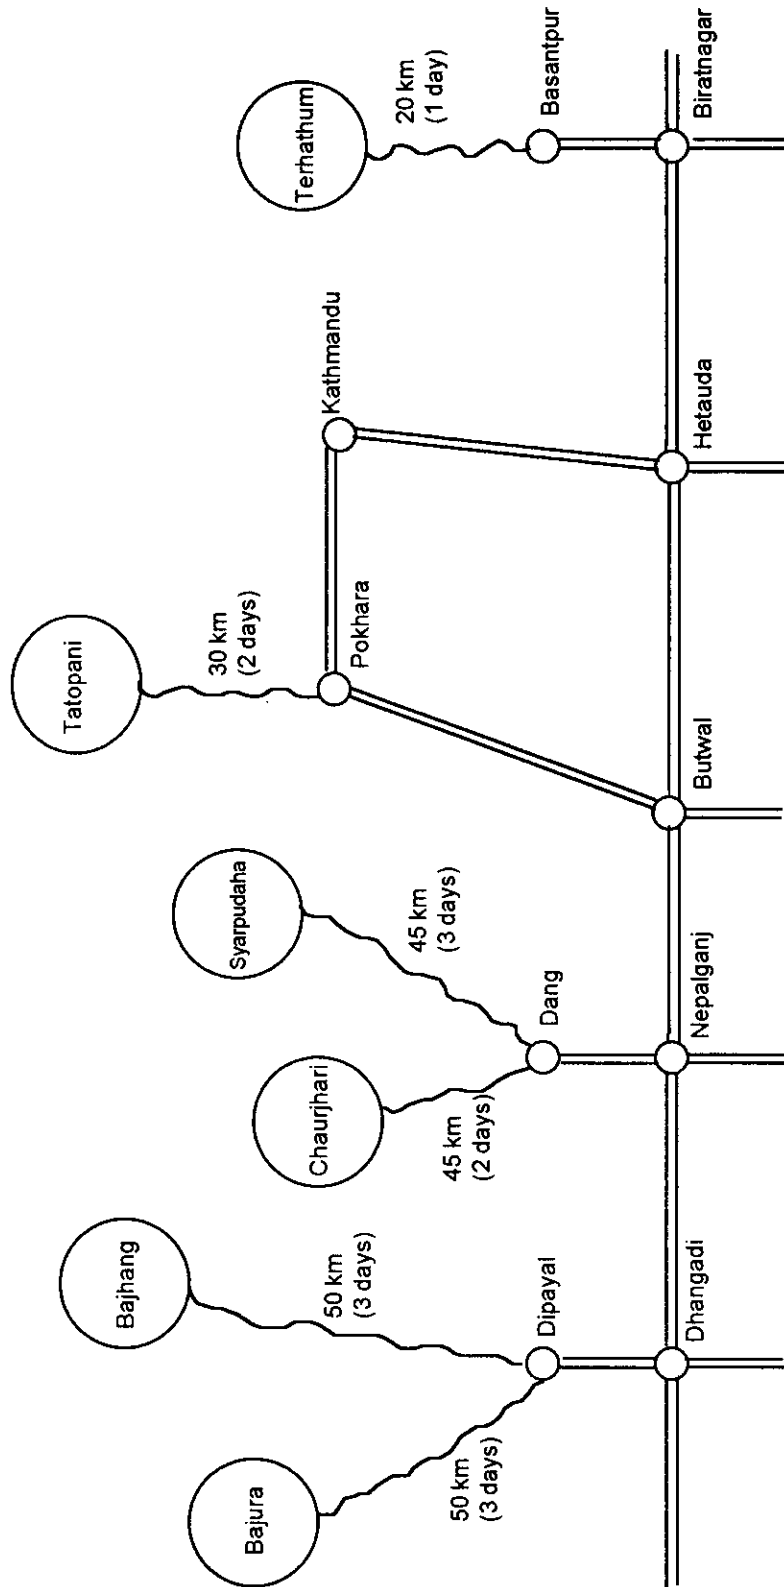 Bajura
50 km
(3 days)
Bajhang
50 km
(3 days)
Dipayal
Dhangadi
Chaurjhari
45 km
(2 days)
Syarpudaha
45 km
(3 days)
Dang
Nepalganj
Tatopani
30 km
(2 days)
Pokhara
Butwal
Kathmandu
Hetauda
Terhathum
20 km
(1 day)
Basantpur
Biratnagar